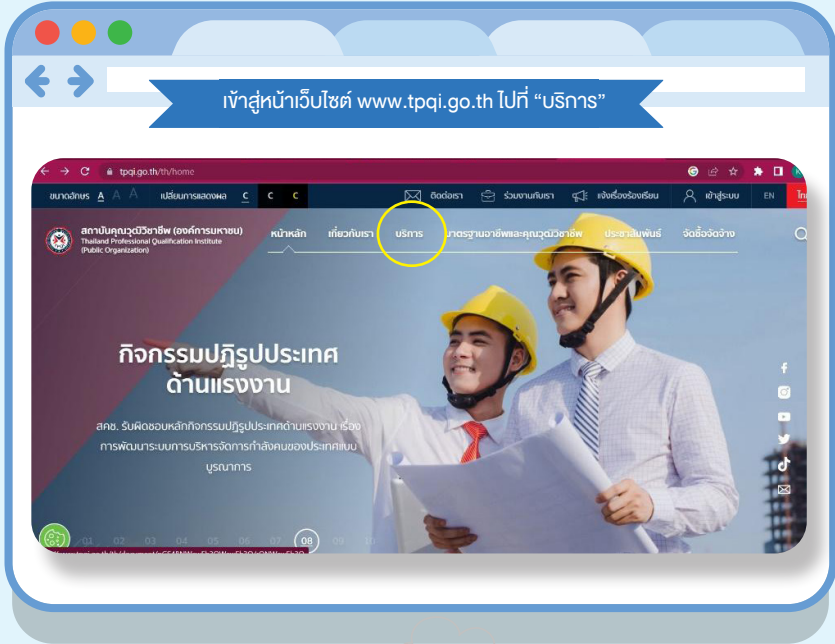 เข้าสู่หน้าเว็บไซต์ www.tpqi.go.th ไปที่ “บริการ”
tpqi.go.th/th/home
ขนาดอักษร A A A เปลี่ยนการแสดงผล C C C ติดต่อเรา ร่วมงานกับเรา แจ้งเรื่องร้องเรียน เข้าสู่ระบบ EN ไทย
สถาบันคุณวุฒิวิชาชีพ (องค์การมหาชน)
Thailand Professional Qualification Institute
(Public Organization)
หน้าหลัก เกี่ยวกับเรา บริการ มาตรฐานอาชีพและคุณวุฒิวิชาชีพ ประชาสัมพันธ์ จัดซื้อจัดจ้าง
กิจกรรมปฏิรูปประเทศ
ด้านแรงงาน
สคช. รับผิดชอบหลักกิจกรรมปฏิรูปประเทศด้านแรงงาน เรื่อง
การพัฒนาระบบการบริหารจัดการกำลังคนของประเทศแบบ
บูรณาการ
01 02 03 04 05 06 07 08 09 10